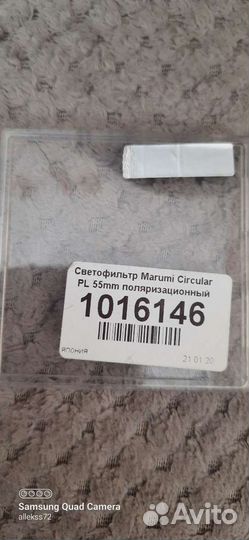 Светофильтр Marumi Circular
PL 55mm поляризационный
1016146
япония
21 01 20
SAMSUNG Quad Camera
allekss72
Avito